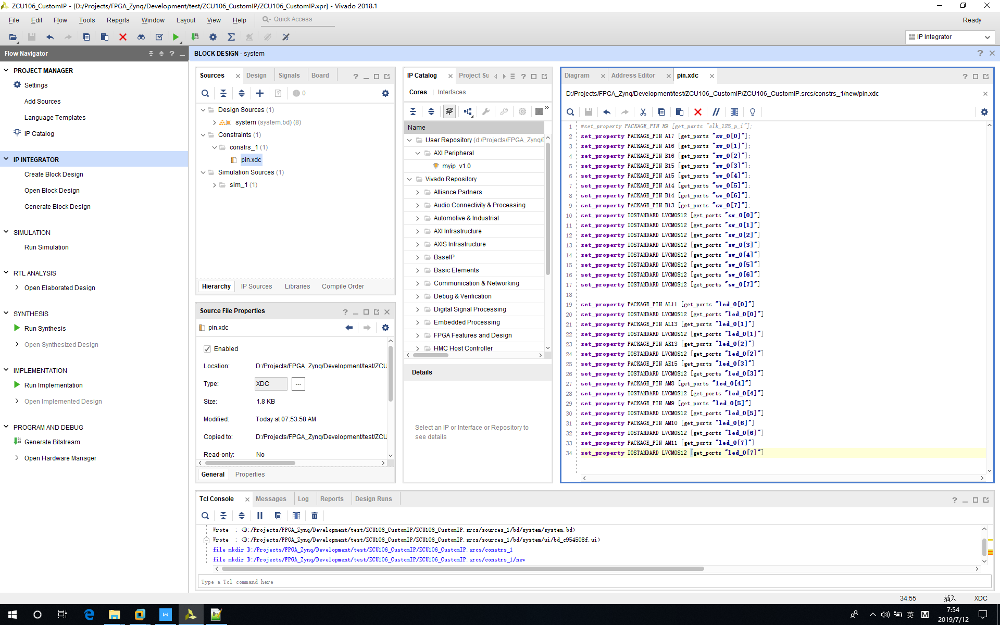 ZCU106_CustomIP - [D:/Projects/FPGA_Zynq/Development/test/ZCU106_CustomIP/ZCU106_CustomIP.xpr] - Vivado 2018.1
File Edit Flow Tools Reports Window Layout View Help Quick Access Ready
IP Integrator
Flow Navigator
BLOCK DESIGN - system
PROJECT MANAGER
Settings
Add Sources
Language Templates
IP Catalog
IP INTEGRATOR
Create Block Design
Open Block Design
Generate Block Design
SIMULATION
Run Simulation
RTL ANALYSIS
Open Elaborated Design
SYNTHESIS
Run Synthesis
Open Synthesized Design
IMPLEMENTATION
Run Implementation
Open Implemented Design
PROGRAM AND DEBUG
Generate Bitstream
Open Hardware Manager
Sources Design Signals Board
0
Design Sources (1)
system (system.bd) (8)
Constraints (1)
constrs_1 (1)
pin.xdc
Simulation Sources (1)
sim_1 (1)
Hierarchy IP Sources Libraries Compile Order
Source File Properties
pin.xdc
Enabled
Location: D:/Projects/FPGA_Zynq/Development/test/ZCU
Type: XDC ...
Size: 1.8 KB
Modified: Today at 07:53:58 AM
Copied to: D:/Projects/FPGA_Zynq/Development/test/ZCU
Read-only: No
General Properties
IP Catalog Project Su
Cores | Interfaces
Name
User Repository (d:/Projects/FPGA_Zynq/D
AXI Peripheral
myip_v1.0
Vivado Repository
Alliance Partners
Audio Connectivity & Processing
Automotive & Industrial
AXI Infrastructure
AXIS Infrastructure
BaseIP
Basic Elements
Communication & Networking
Debug & Verification
Digital Signal Processing
Embedded Processing
FPGA Features and Design
HMC Host Controller
Details
Select an IP or Interface or Repository to
see details
Diagram Address Editor pin.xdc
D:/Projects/FPGA_Zynq/Development/test/ZCU106_CustomIP/ZCU106_CustomIP.srcs/constrs_1/new/pin.xdc
1 #set_property PACKAGE_PIN H9 [get_ports "clk_125_p_i"];
2 set_property PACKAGE_PIN A17 [get_ports "sw_0[0]"];
3 set_property PACKAGE_PIN A16 [get_ports "sw_0[1]"];
4 set_property PACKAGE_PIN B16 [get_ports "sw_0[2]"];
5 set_property PACKAGE_PIN B15 [get_ports "sw_0[3]"];
6 set_property PACKAGE_PIN A15 [get_ports "sw_0[4]"];
7 set_property PACKAGE_PIN A14 [get_ports "sw_0[5]"];
8 set_property PACKAGE_PIN B14 [get_ports "sw_0[6]"];
9 set_property PACKAGE_PIN B13 [get_ports "sw_0[7]"];
10 set_property IOSTANDARD LVCMOS12 [get_ports "sw_0[0]"]
11 set_property IOSTANDARD LVCMOS12 [get_ports "sw_0[1]"]
12 set_property IOSTANDARD LVCMOS12 [get_ports "sw_0[2]"]
13 set_property IOSTANDARD LVCMOS12 [get_ports "sw_0[3]"]
14 set_property IOSTANDARD LVCMOS12 [get_ports "sw_0[4]"]
15 set_property IOSTANDARD LVCMOS12 [get_ports "sw_0[5]"]
16 set_property IOSTANDARD LVCMOS12 [get_ports "sw_0[6]"]
17 set_property IOSTANDARD LVCMOS12 [get_ports "sw_0[7]"]
18
19 set_property PACKAGE_PIN AL11 [get_ports "led_0[0]"]
20 set_property IOSTANDARD LVCMOS12 [get_ports "led_0[0]"]
21 set_property PACKAGE_PIN AL13 [get_ports "led_0[1]"]
22 set_property IOSTANDARD LVCMOS12 [get_ports "led_0[1]"]
23 set_property PACKAGE_PIN AK13 [get_ports "led_0[2]"]
24 set_property IOSTANDARD LVCMOS12 [get_ports "led_0[2]"]
25 set_property PACKAGE_PIN AE15 [get_ports "led_0[3]"]
26 set_property IOSTANDARD LVCMOS12 [get_ports "led_0[3]"]
27 set_property PACKAGE_PIN AM8 [get_ports "led_0[4]"]
28 set_property IOSTANDARD LVCMOS12 [get_ports "led_0[4]"]
29 set_property PACKAGE_PIN AM9 [get_ports "led_0[5]"]
30 set_property IOSTANDARD LVCMOS12 [get_ports "led_0[5]"]
31 set_property PACKAGE_PIN AM10 [get_ports "led_0[6]"]
32 set_property IOSTANDARD LVCMOS12 [get_ports "led_0[6]"]
33 set_property PACKAGE_PIN AM11 [get_ports "led_0[7]"]
34 set_property IOSTANDARD LVCMOS12 [get_ports "led_0[7]"]
Tcl Console Messages Log Reports Design Runs
Wrote : <D:/Projects/FPGA_Zynq/Development/test/ZCU106_CustomIP/ZCU106_CustomIP.srcs/sources_1/bd/system/system.bd>
Wrote : <D:/Projects/FPGA_Zynq/Development/test/ZCU106_CustomIP/ZCU106_CustomIP.srcs/sources_1/bd/system/ui/bd_c954508f.ui>
file mkdir D:/Projects/FPGA_Zynq/Development/test/ZCU106_CustomIP/ZCU106_CustomIP.srcs/constrs_1
file mkdir D:/Projects/FPGA_Zynq/Development/test/ZCU106_CustomIP/ZCU106_CustomIP.srcs/constrs_1/new
Type a Tcl command here
34:55 插入 XDC
英 M
7:54
2019/7/12